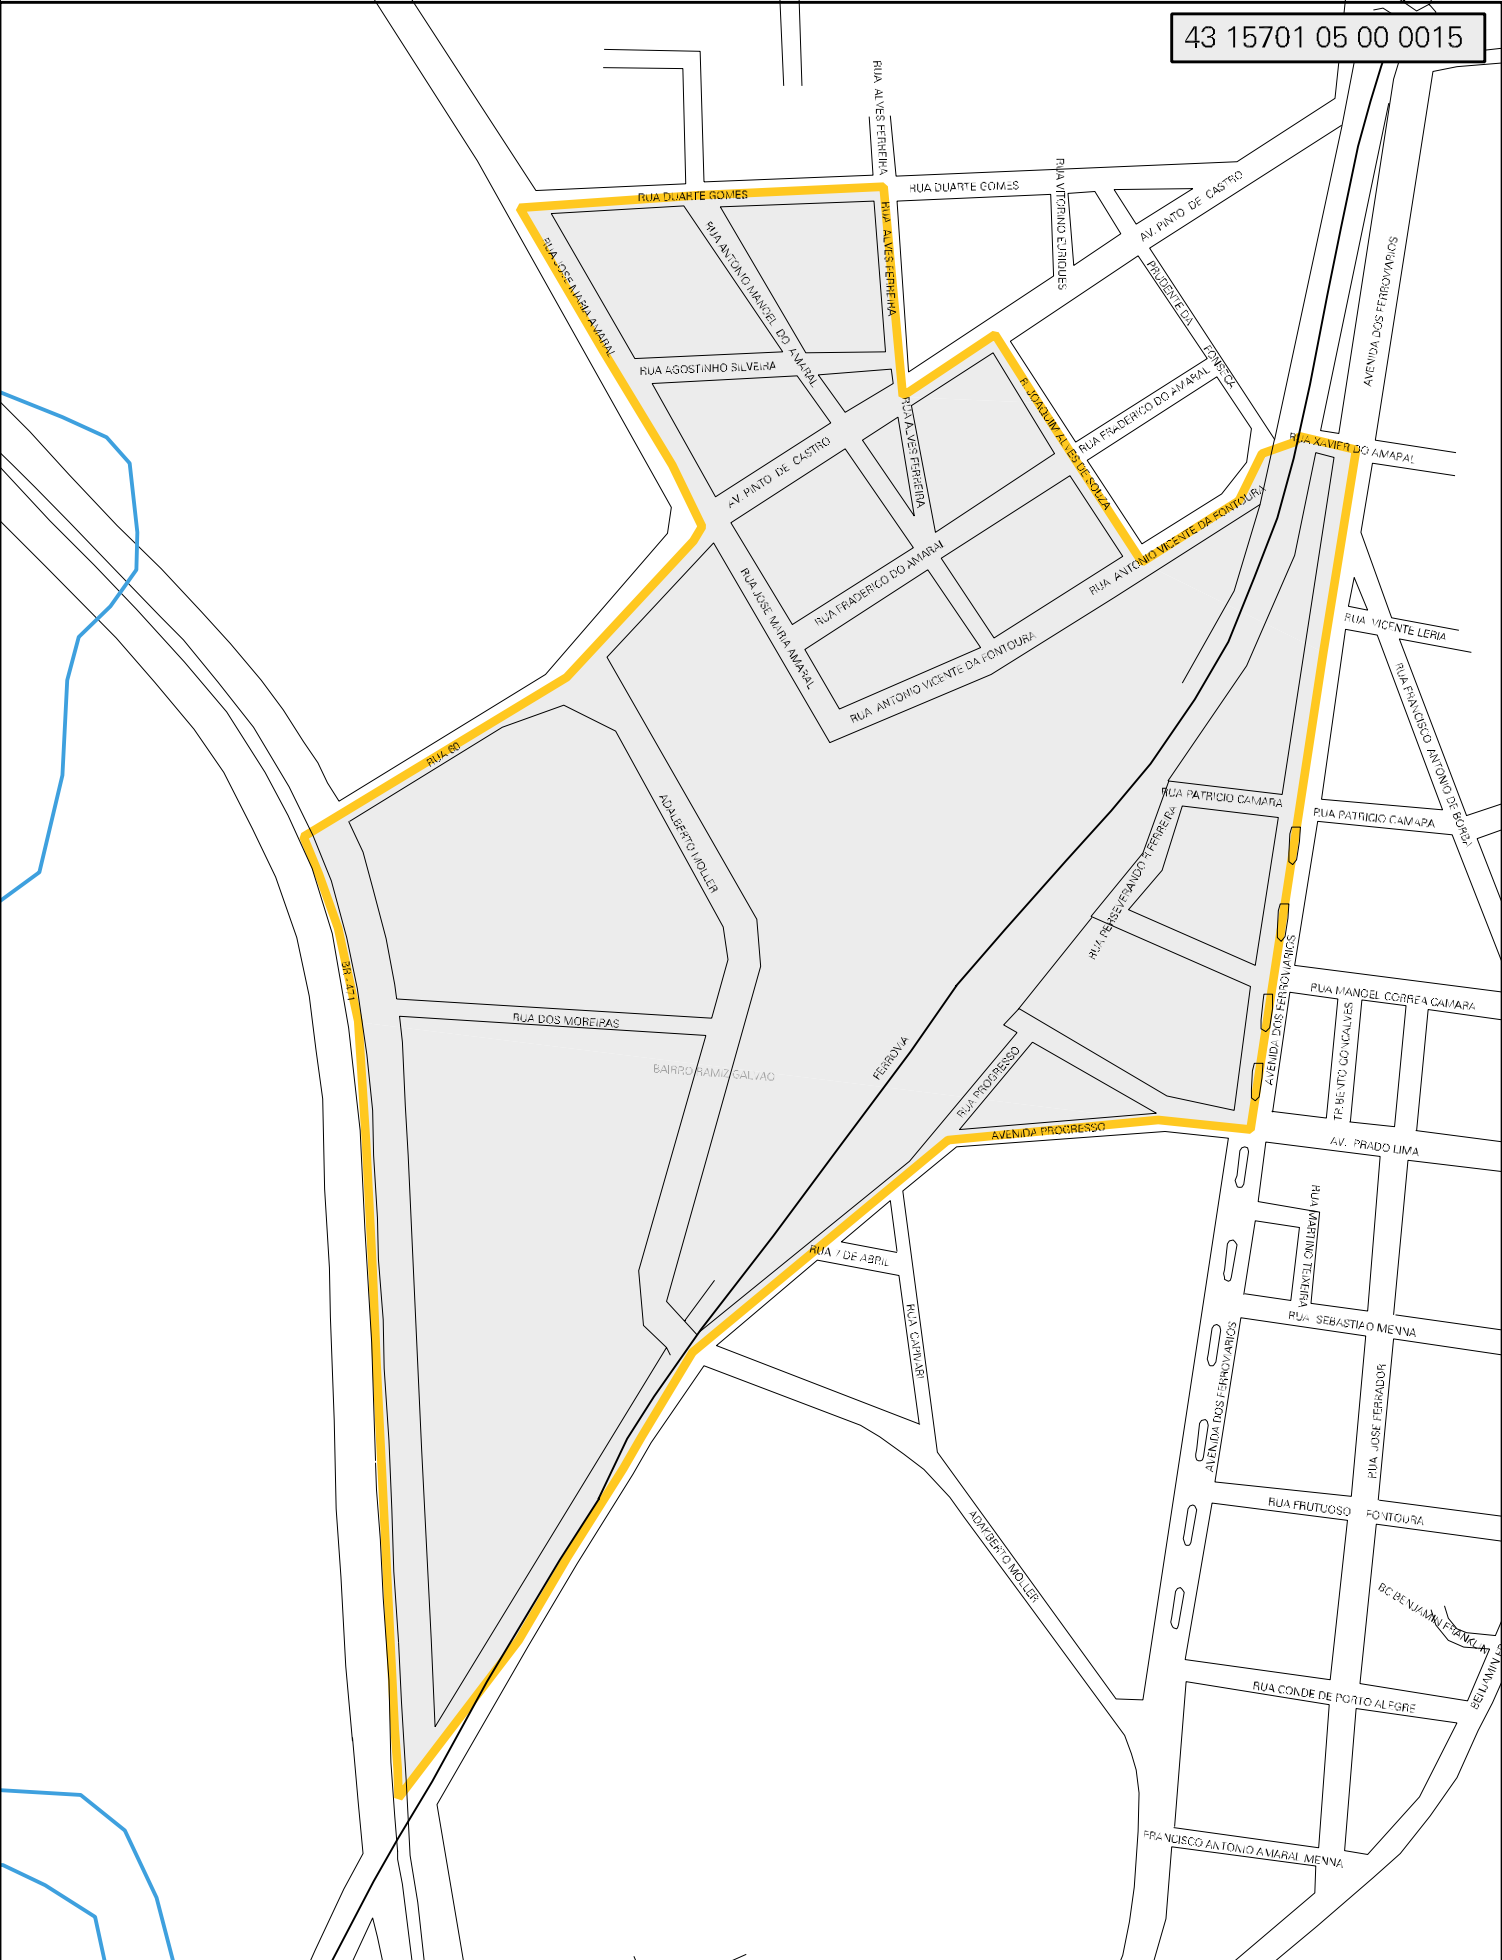 43 15701 05 00 0015
RUA ALVES FERREIRA
RUA DUARTE GOMES
RUA DUARTE GOMES
RUA VITORINO EURIQUES
AV. PINTO DE CASTRO
RUA ALVES FERREIRA
RUA ANTONIO MANOEL DO AMARAL
RUA JOSE MARIA AMARAL
PRUDENTE DA FONSECA
AVENIDA DOS FERROVIARIOS
RUA AGOSTINHO SILVEIRA
R. JOAQUIM ALVES DE SOUZA
RUA FRADERICO DO AMARAL
RUA ALVES FERREIRA
AV. PINTO DE CASTRO
RUA XAVIER DO AMARAL
RUA ANTONIO VICENTE DA FONTOURA
RUA FRADERICO DO AMARAL
RUA JOSE MARIA AMARAL
RUA ANTONIO VICENTE DA FONTOURA
RUA VICENTE LERIA
RUA FRANCISCO ANTONIO DE BORBA
RUA 60
ADALBERTO MOLLER
RUA PATRICIO CAMARA
RUA PATRICIO CAMARA
RUA PERSEVERANDO R FERREIRA
BR - 471
RUA DOS MOREIRAS
RUA MANOEL CORREA CAMARA
AVENIDA DOS FERROVIARIOS
TR. BENTO GONCALVES
BAIRRO RAMIZ GALVAO
FERROVIA
RUA PROGRESSO
AVENIDA PROGRESSO
AV. PRADO LIMA
RUA MARTINO TEIXEIRA
RUA 7 DE ABRIL
RUA CAPIVARI
RUA SEBASTIAO MENNA
AVENIDA DOS FERROVIARIOS
RUA JOSE FERRADOR
RUA FRUTUOSO FONTOURA
ADALBERTO MOLLER
BC BENJAMIN FRANKLIN
BENJAMIN
RUA CONDE DE PORTO ALEGRE
FRANCISCO ANTONIO AMARAL MENNA